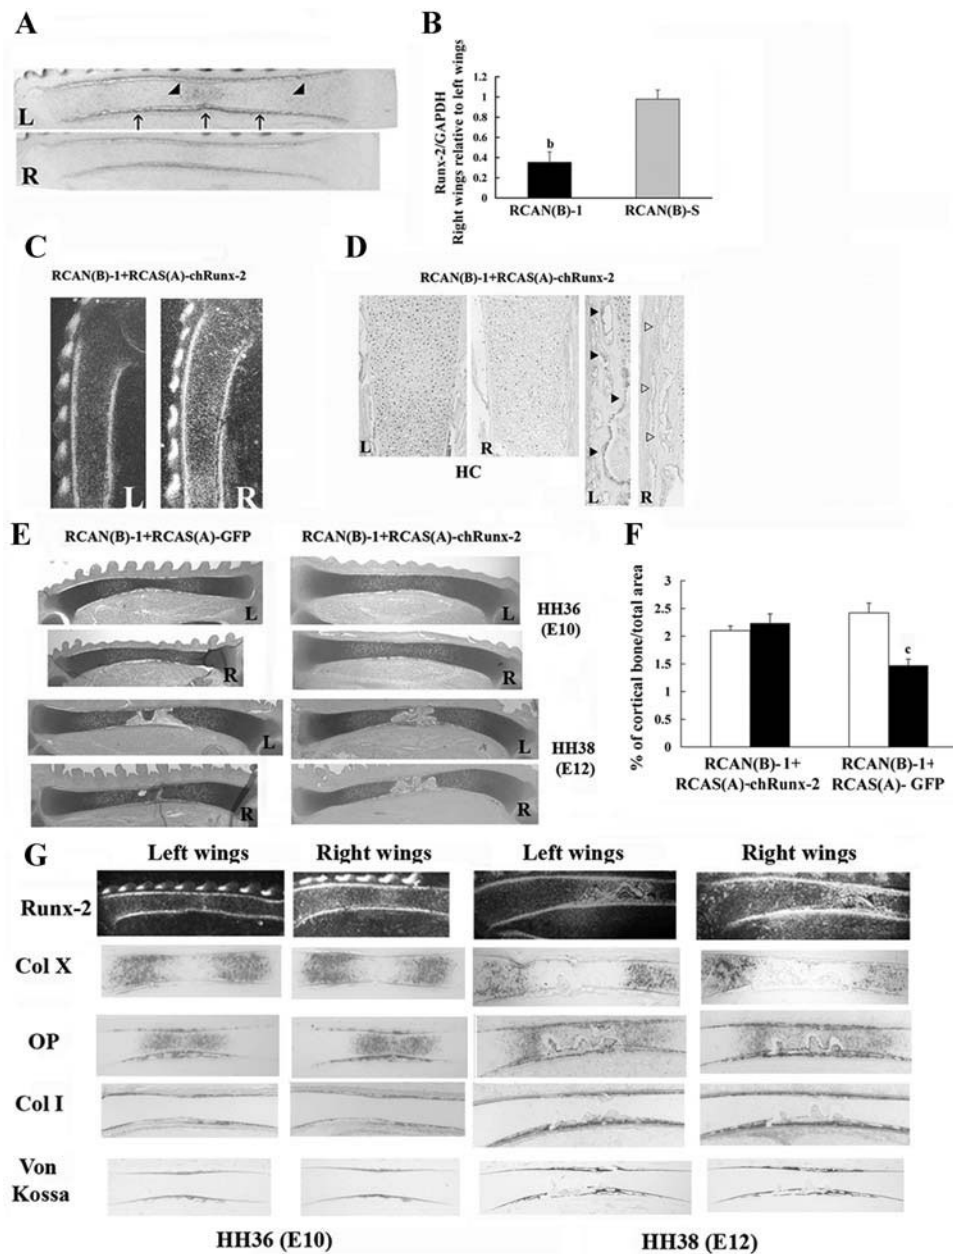 A
L
R
B
Runx-2/GAPDH
Right wings relative to left wings
1.2
1
0.8
0.6
0.4
0.2
0
b
RCAN(B)-1
RCAN(B)-S
C
RCAN(B)-1+RCAS(A)-chRunx-2
L
R
D
RCAN(B)-1+RCAS(A)-chRunx-2
L
R
HC
L
R
E
RCAN(B)-1+RCAS(A)-GFP
RCAN(B)-1+RCAS(A)-chRunx-2
L
L
HH36
(E10)
R
R
L
L
HH38
(E12)
R
R
F
% of cortical bone/total area
3
2.5
2
1.5
1
0.5
0
c
RCAN(B)-1+
RCAS(A)-chRunx-2
RCAN(B)-1+
RCAS(A)- GFP
G
Left wings
Right wings
Left wings
Right wings
Runx-2
Col X
OP
Col I
Von
Kossa
HH36 (E10)
HH38 (E12)